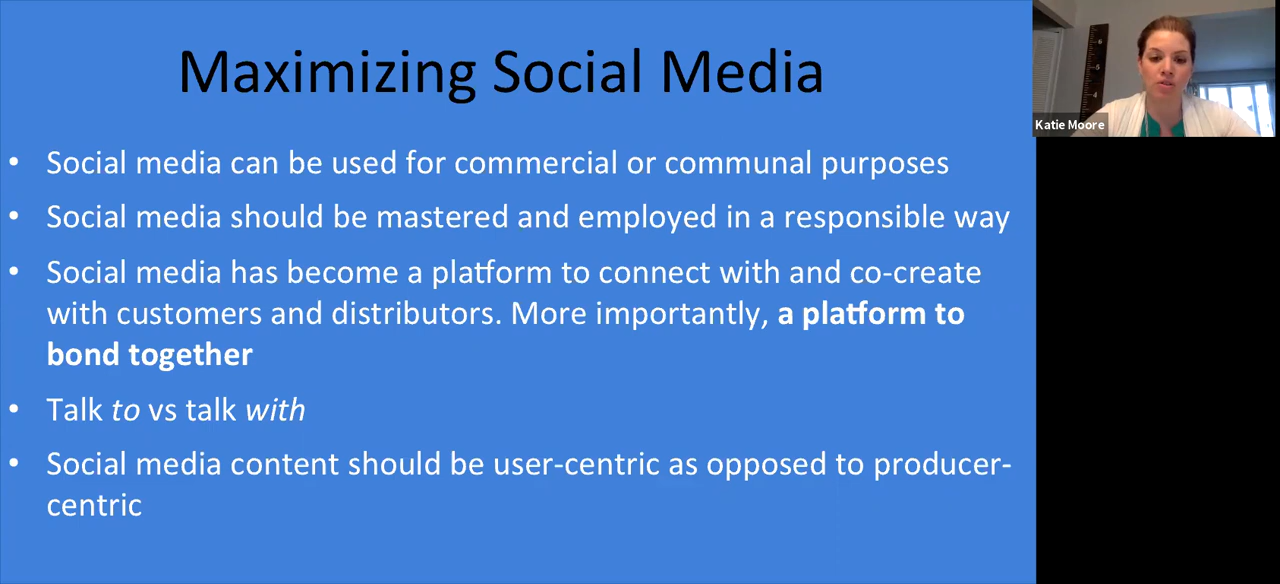 Maximizing Social Media
• Social media can be used for commercial or communal purposes
• Social media should be mastered and employed in a responsible way
• Social media has become a platform to connect with and co-create
with customers and distributors. More importantly, a platform to
bond together
• Talk to vs talk with
• Social media content should be user-centric as opposed to producer-
centric
Katie Moore
6
5
4